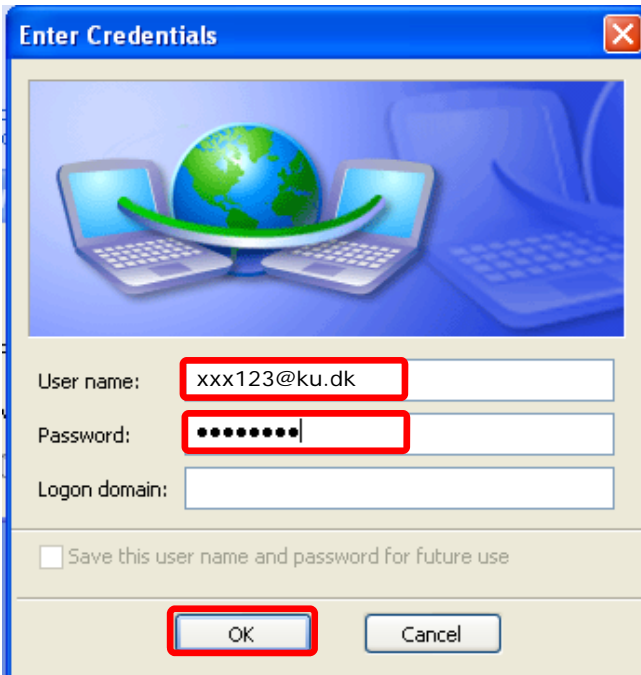 Enter Credentials
User name: xxx123@ku.dk
Password: ●●●●●●●●
Logon domain:
Save this user name and password for future use
OK Cancel